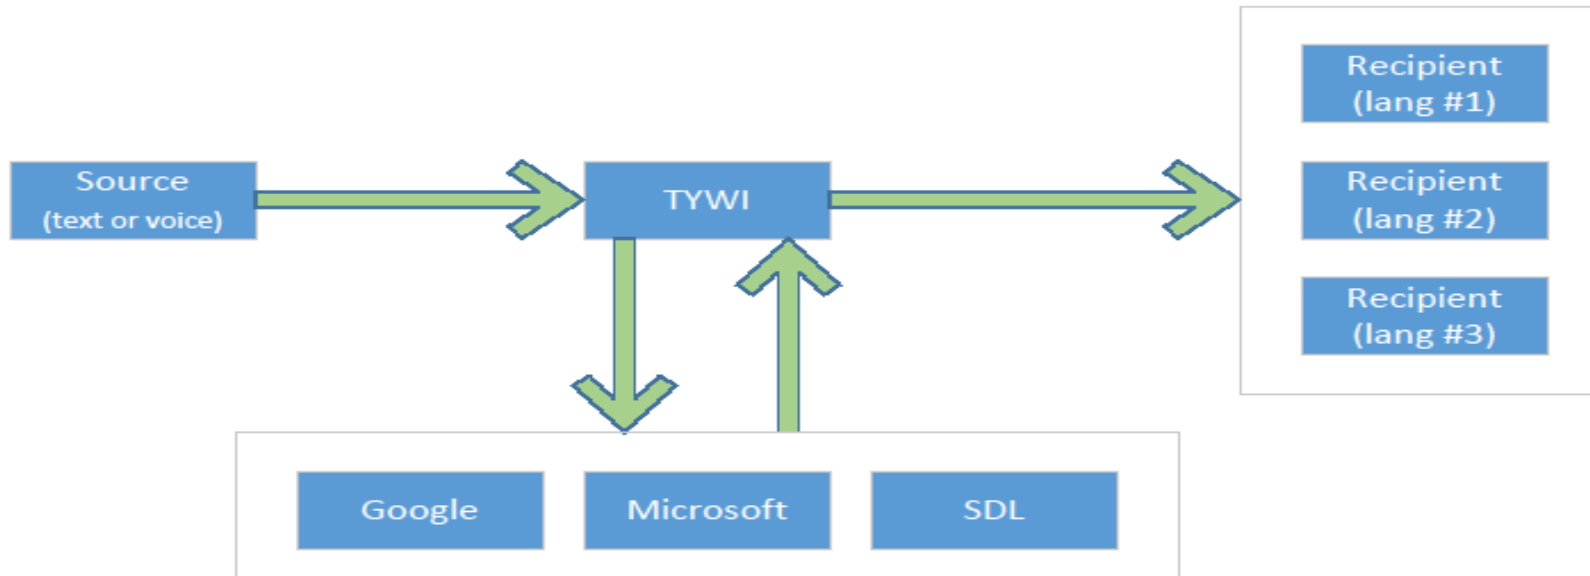 Source
(text or voice)
TYWI
Recipient
(lang #1)
Recipient
(lang #2)
Recipient
(lang #3)
Google
Microsoft
SDL